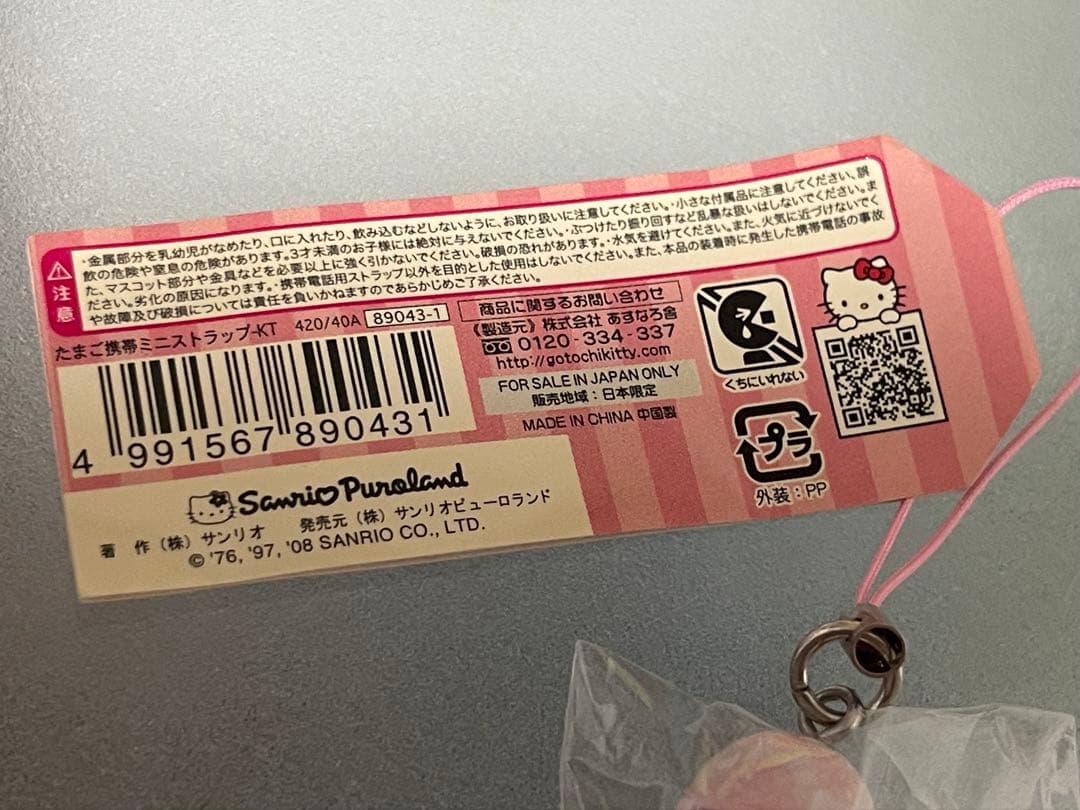 注意
・金属部分を乳幼児がなめたり、口に入れたり、飲み込むなどしないように、お取り扱いに注意してください。・小さな付属品に注意してください、誤
飲の危険や窒息の危険があります。3才未満のお子様には絶対に与えないでください。・ぶつけたり振り回すなど乱暴な扱いはしないでください。ま
た、マスコット部分や金具などを必要以上に強く引かないでください。破損の恐れがあります。・水気を避けてください。また、火気に近づけないでく
ださい。劣化の原因になります。・携帯電話用ストラップ以外を目的とした使用はしないでください。また、本品の装着時に発生した携帯電話の事故
や故障及び破損については責任を負いかねますのであらかじめご了承ください。
たまご携帯ミニストラップ-KT 420/40A 89043-1
4 991567 890431
商品に関するお問い合わせ
《製造元》株式会社 あすなろ舎
0120-334-337
http://gotochikitty.com
FOR SALE IN JAPAN ONLY
販売地域：日本限定
MADE IN CHINA 中国製
くちにいれない
プラ
外装：PP
Sanrio Puroland
著 作（株）サンリオ 発売元（株）サンリオピューロランド
© '76, '97, '08 SANRIO CO., LTD.